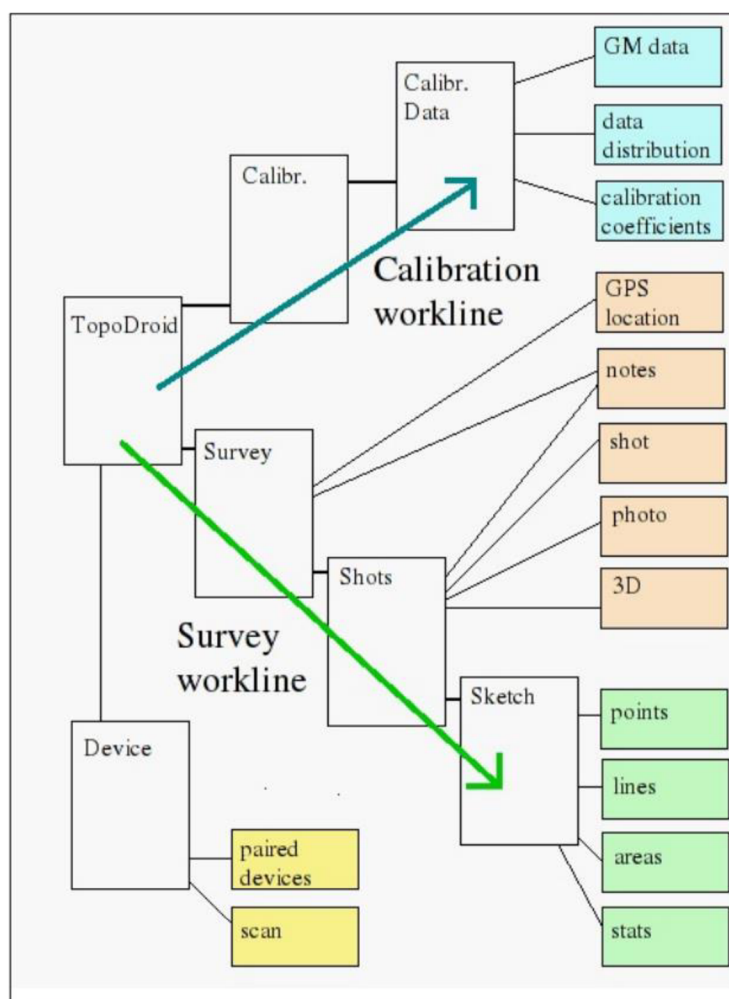 GM data
Calibr.
Data
data
distribution
Calibr.
calibration
coefficients
Calibration
workline
GPS
location
TopoDroid
notes
Survey
shot
photo
Shots
3D
Survey
workline
Sketch
points
Device
lines
paired
devices
areas
scan
stats